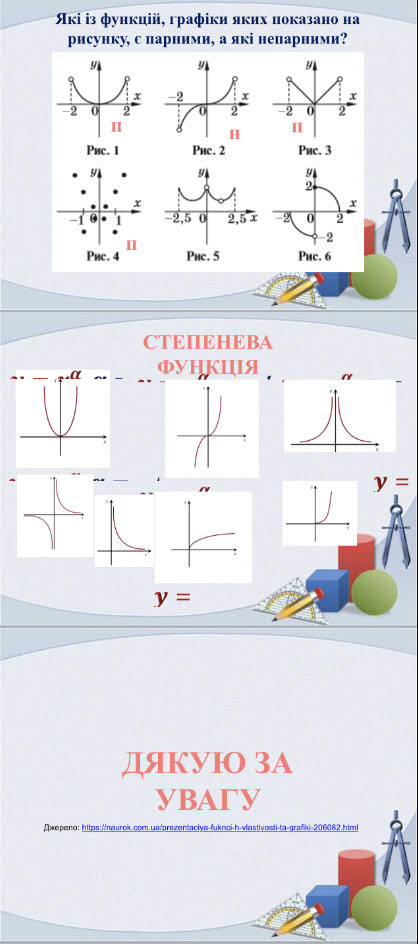 Які із функцій, графіки яких показано на
рисунку, є парними, а які непарними?
y y y
x x x
−2 0 2 −2 0 2 −2 0 2
П Н П
Рис. 1 Рис. 2 Рис. 3
y y y
x x
−1 0 1 −2,5 0 2,5 x 2 −2 0 2 −2
П
Рис. 4 Рис. 5 Рис. 6
СТЕПЕНЕВА
ФУНКЦІЯ
y =
y =
ДЯКУЮ ЗА
УВАГУ
Джерело: https://naurok.com.ua/prezentaciya-fuknci-h-vlastivosti-ta-grafiki-206082.html